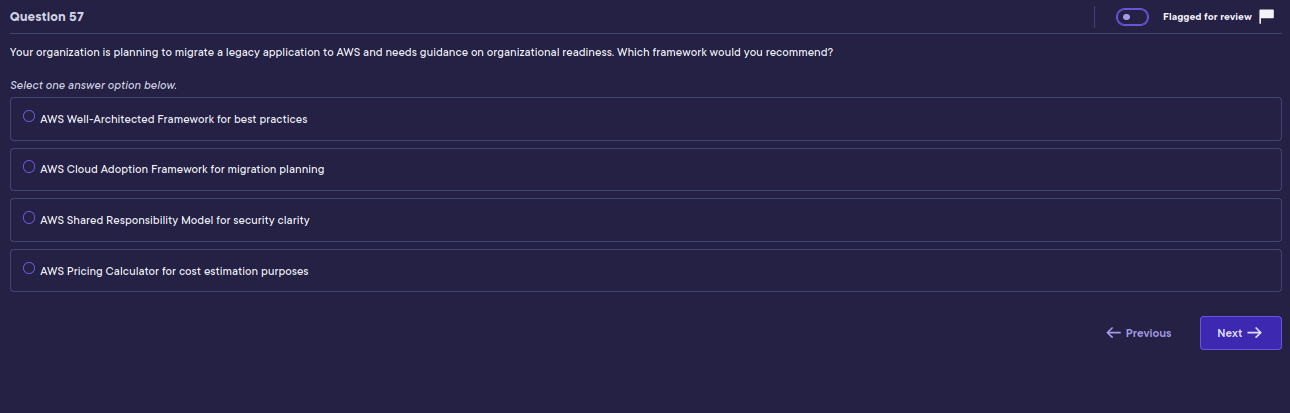 Question 57
Flagged for review
Your organization is planning to migrate a legacy application to AWS and needs guidance on organizational readiness. Which framework would you recommend?
Select one answer option below.
AWS Well-Architected Framework for best practices
AWS Cloud Adoption Framework for migration planning
AWS Shared Responsibility Model for security clarity
AWS Pricing Calculator for cost estimation purposes
Previous
Next